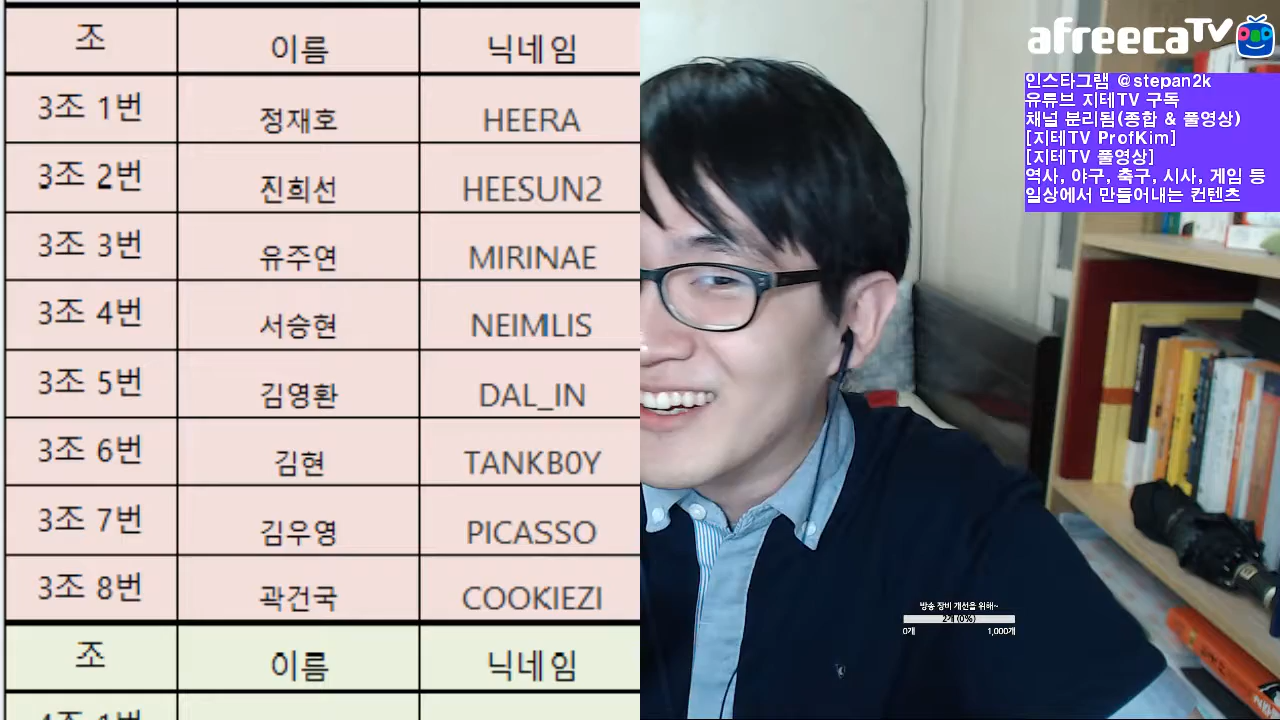 조 이름 닉네임
3조 1번 정재호 HEERA
3조 2번 진희선 HEESUN2
3조 3번 유주연 MIRINAE
3조 4번 서승현 NEIMLIS
3조 5번 김영환 DAL_IN
3조 6번 김현 TANKB0Y
3조 7번 김우영 PICASSO
3조 8번 곽건국 COOKIEZI
조 이름 닉네임
afreecaTV
인스타그램 @stepan2k
유튜브 지테TV 구독
채널 분리됨(종합 & 풀영상)
[지테TV ProfKim]
[지테TV 풀영상]
역사, 야구, 축구, 시사, 게임 등
일상에서 만들어내는 컨텐츠
방송 장비 개선을 위해~
2개 (0%)
0개 1,000개